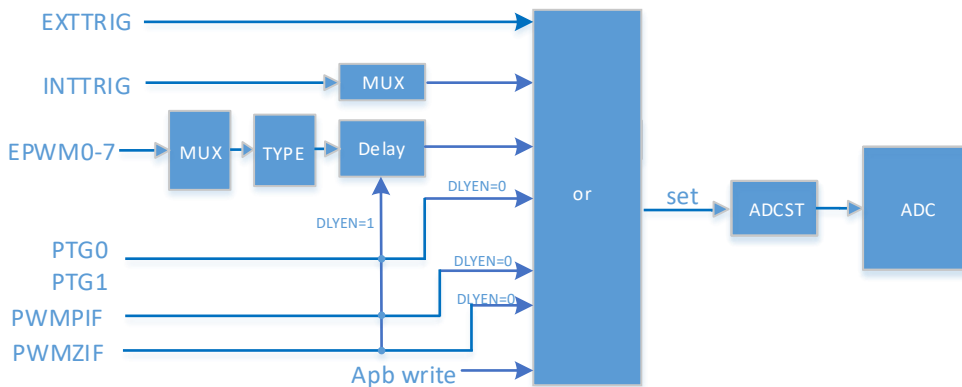 EXTTRIG
INTTRIG
MUX
EPWM0-7
MUX
TYPE
Delay
DLYEN=0
or
set
ADCST
ADC
DLYEN=1
PTG0
PTG1
DLYEN=0
PWMPIF
DLYEN=0
PWMZIF
Apb write